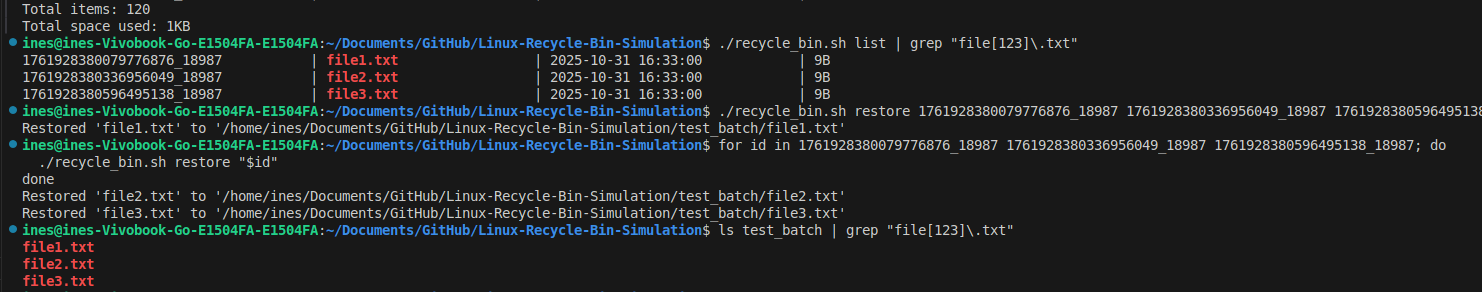 Total items: 120
Total space used: 1KB
ines@ines-Vivobook-Go-E1504FA-E1504FA:~/Documents/GitHub/Linux-Recycle-Bin-Simulation$ ./recycle_bin.sh list | grep "file[123]\.txt"
1761928380079776876_18987 | file1.txt | 2025-10-31 16:33:00 | 9B
1761928380336956049_18987 | file2.txt | 2025-10-31 16:33:00 | 9B
1761928380596495138_18987 | file3.txt | 2025-10-31 16:33:00 | 9B
ines@ines-Vivobook-Go-E1504FA-E1504FA:~/Documents/GitHub/Linux-Recycle-Bin-Simulation$ ./recycle_bin.sh restore 1761928380079776876_18987 1761928380336956049_18987 1761928380596495138
Restored 'file1.txt' to '/home/ines/Documents/GitHub/Linux-Recycle-Bin-Simulation/test_batch/file1.txt'
ines@ines-Vivobook-Go-E1504FA-E1504FA:~/Documents/GitHub/Linux-Recycle-Bin-Simulation$ for id in 1761928380079776876_18987 1761928380336956049_18987 1761928380596495138_18987; do
./recycle_bin.sh restore "$id"
done
Restored 'file2.txt' to '/home/ines/Documents/GitHub/Linux-Recycle-Bin-Simulation/test_batch/file2.txt'
Restored 'file3.txt' to '/home/ines/Documents/GitHub/Linux-Recycle-Bin-Simulation/test_batch/file3.txt'
ines@ines-Vivobook-Go-E1504FA-E1504FA:~/Documents/GitHub/Linux-Recycle-Bin-Simulation$ ls test_batch | grep "file[123]\.txt"
file1.txt
file2.txt
file3.txt